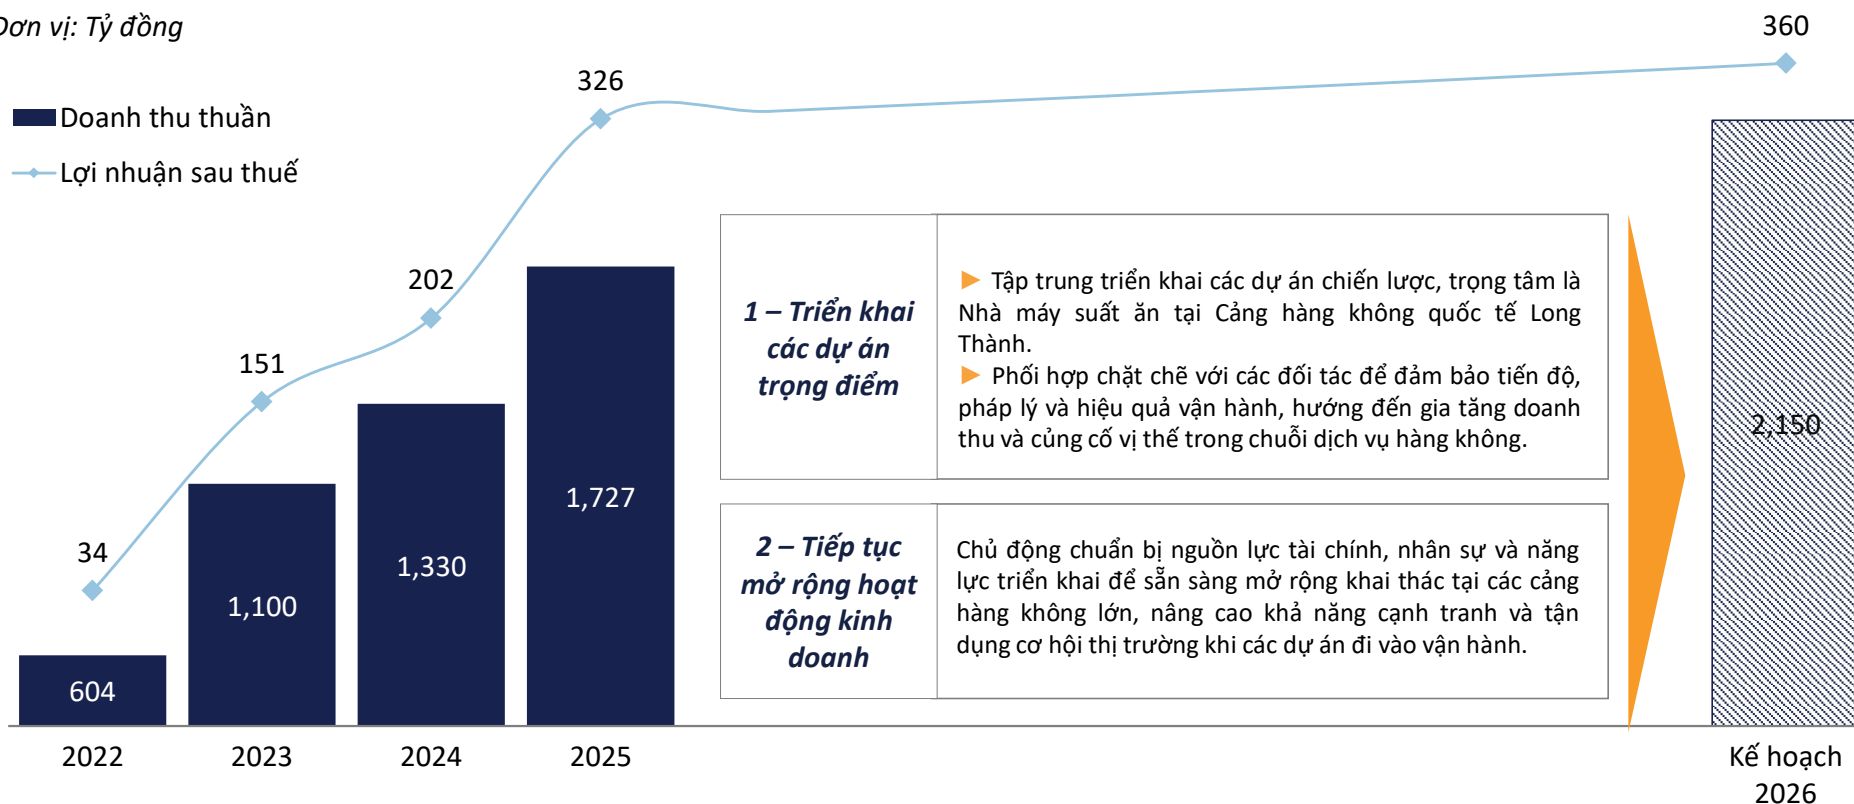 Đơn vị: Tỷ đồng
Doanh thu thuần
Lợi nhuận sau thuế
34
151
202
326
360
604
1,100
1,330
1,727
2,150
1 – Triển khai
các dự án
trọng điểm
► Tập trung triển khai các dự án chiến lược, trọng tâm là
Nhà máy suất ăn tại Cảng hàng không quốc tế Long
Thành.
► Phối hợp chặt chẽ với các đối tác để đảm bảo tiến độ,
pháp lý và hiệu quả vận hành, hướng đến gia tăng doanh
thu và củng cố vị thế trong chuỗi dịch vụ hàng không.
2 – Tiếp tục
mở rộng hoạt
động kinh
doanh
Chủ động chuẩn bị nguồn lực tài chính, nhân sự và năng
lực triển khai để sẵn sàng mở rộng khai thác tại các cảng
hàng không lớn, nâng cao khả năng cạnh tranh và tận
dụng cơ hội thị trường khi các dự án đi vào vận hành.
2022
2023
2024
2025
Kế hoạch
2026